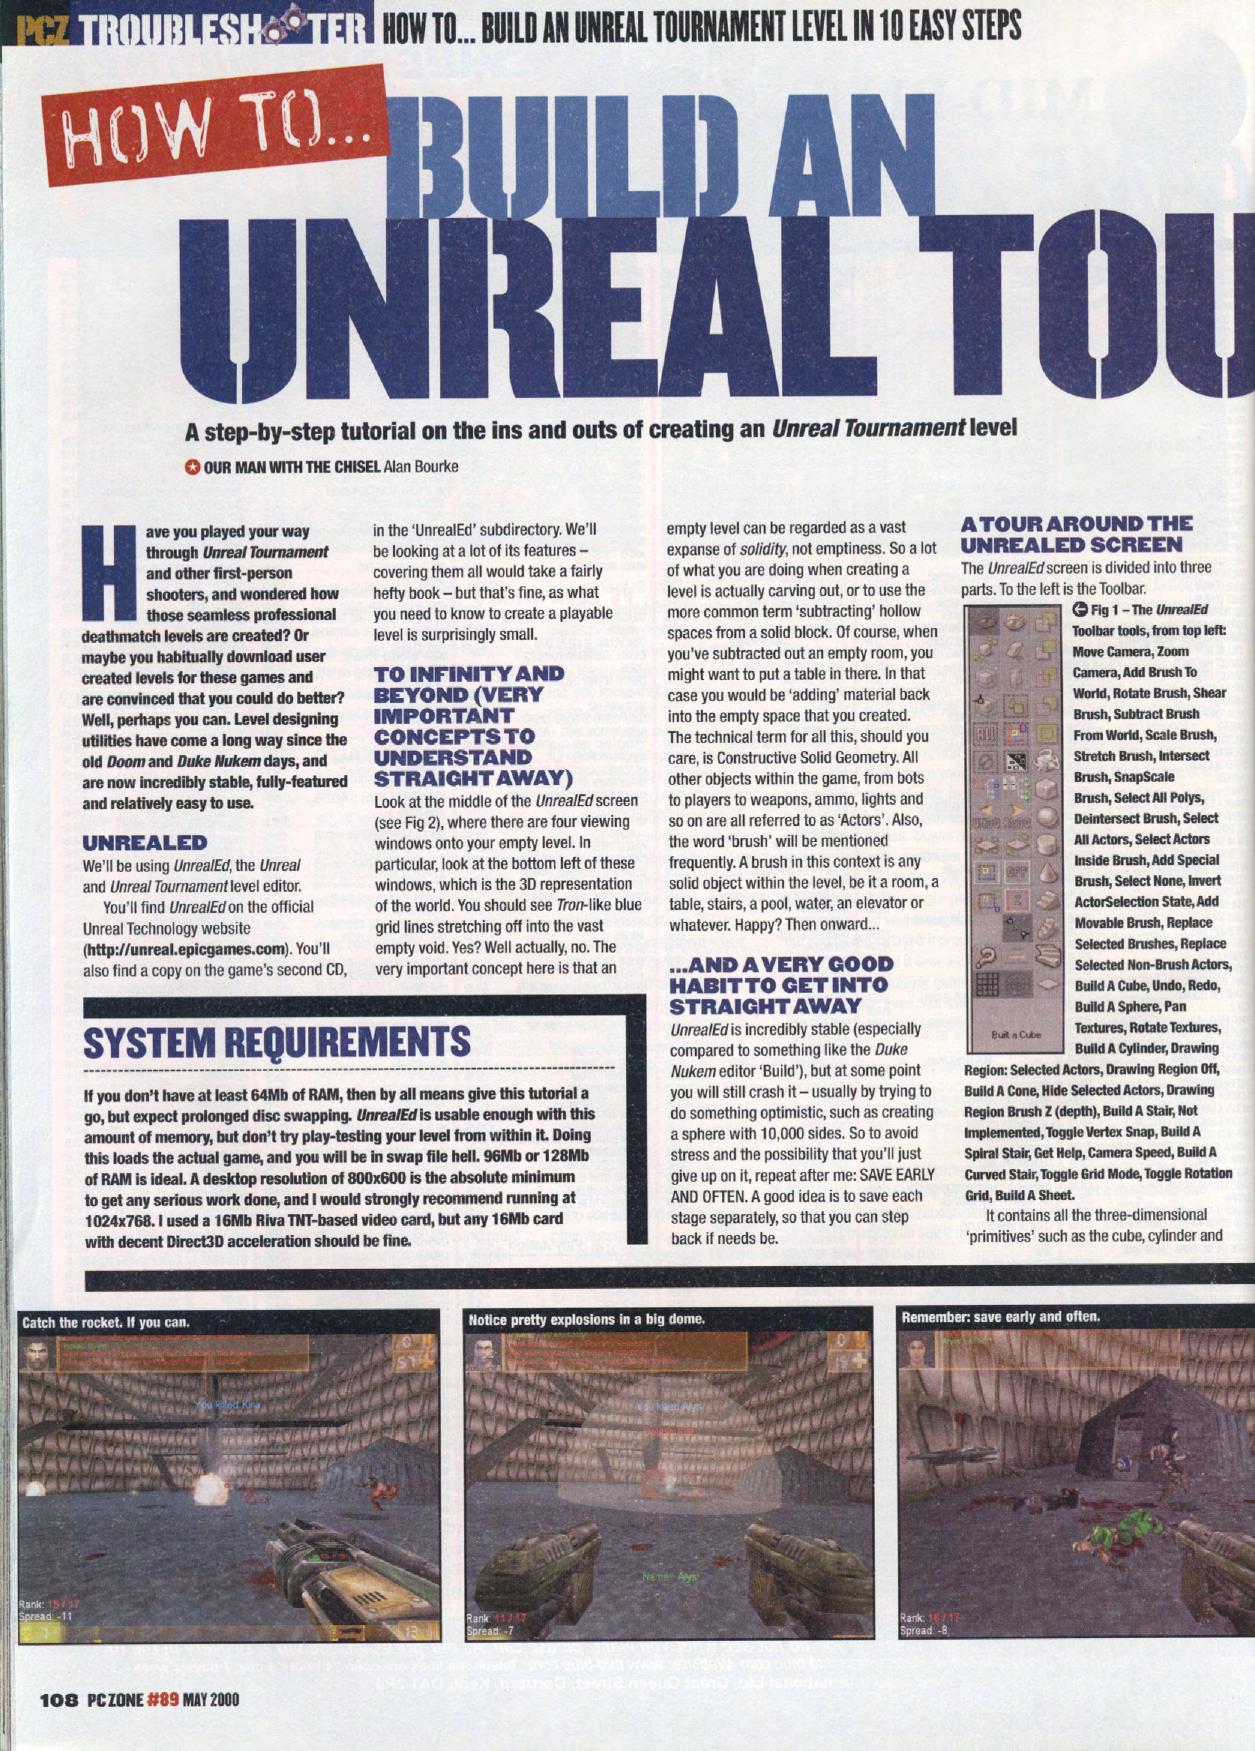 PCZ TROUBLESHOOTER HOW TO... BUILD AN UNREAL TOURNAMENT LEVEL IN 10 EASY STEPS
HOW TO...
BUILD AN
UNREAL TOU
A step-by-step tutorial on the ins and outs of creating an Unreal Tournament level
OUR MAN WITH THE CHISEL Alan Bourke
Have you played your way
through Unreal Tournament
and other first-person
shooters, and wondered how
those seamless professional
deathmatch levels are created? Or
maybe you habitually download user
created levels for these games and
are convinced that you could do better?
Well, perhaps you can. Level designing
utilities have come a long way since the
old Doom and Duke Nukem days, and
are now incredibly stable, fully-featured
and relatively easy to use.
UNREALED
We'll be using UnrealEd, the Unreal
and Unreal Tournament level editor.
You'll find UnrealEd on the official
Unreal Technology website
(http://unreal.epicgames.com). You'll
also find a copy on the game's second CD,
in the 'UnrealEd' subdirectory. We'll
be looking at a lot of its features –
covering them all would take a fairly
hefty book – but that's fine, as what
you need to know to create a playable
level is surprisingly small.
TO INFINITY AND
BEYOND (VERY
IMPORTANT
CONCEPTS TO
UNDERSTAND
STRAIGHT AWAY)
Look at the middle of the UnrealEd screen
(see Fig 2), where there are four viewing
windows onto your empty level. In
particular, look at the bottom left of these
windows, which is the 3D representation
of the world. You should see Tron-like blue
grid lines stretching off into the vast
empty void. Yes? Well actually, no. The
very important concept here is that an
empty level can be regarded as a vast
expanse of solidity, not emptiness. So a lot
of what you are doing when creating a
level is actually carving out, or to use the
more common term 'subtracting' hollow
spaces from a solid block. Of course, when
you've subtracted out an empty room, you
might want to put a table in there. In that
case you would be 'adding' material back
into the empty space that you created.
The technical term for all this, should you
care, is Constructive Solid Geometry. All
other objects within the game, from bots
to players to weapons, ammo, lights and
so on are all referred to as 'Actors'. Also,
the word 'brush' will be mentioned
frequently. A brush in this context is any
solid object within the level, be it a room, a
table, stairs, a pool, water, an elevator or
whatever. Happy? Then onward...
...AND A VERY GOOD
HABIT TO GET INTO
STRAIGHT AWAY
UnrealEd is incredibly stable (especially
compared to something like the Duke
Nukem editor 'Build'), but at some point
you will still crash it – usually by trying to
do something optimistic, such as creating
a sphere with 10,000 sides. So to avoid
stress and the possibility that you'll just
give up on it, repeat after me: SAVE EARLY
AND OFTEN. A good idea is to save each
stage separately, so that you can step
back if needs be.
A TOUR AROUND THE
UNREALED SCREEN
The UnrealEd screen is divided into three
parts. To the left is the Toolbar.
Fig 1 – The UnrealEd
Toolbar tools, from top left:
Move Camera, Zoom
Camera, Add Brush To
World, Rotate Brush, Shear
Brush, Subtract Brush
From World, Scale Brush,
Stretch Brush, Intersect
Brush, SnapScale
Brush, Select All Polys,
Deintersect Brush, Select
All Actors, Select Actors
Inside Brush, Add Special
Brush, Select None, Invert
ActorSelection State, Add
Movable Brush, Replace
Selected Brushes, Replace
Selected Non-Brush Actors,
Build A Cube, Undo, Redo,
Build A Sphere, Pan
Textures, Rotate Textures,
Build A Cylinder, Drawing
Region: Selected Actors, Drawing Region Off,
Build A Cone, Hide Selected Actors, Drawing
Region Brush Z (depth), Build A Stair, Not
Implemented, Toggle Vertex Snap, Build A
Spiral Stair, Get Help, Camera Speed, Build A
Curved Stair, Toggle Grid Mode, Toggle Rotation
Grid, Build A Sheet.
It contains all the three-dimensional
'primitives' such as the cube, cylinder and
ALL
UNDO REDO
OFF
Built a Cube
SYSTEM REQUIREMENTS
If you don't have at least 64Mb of RAM, then by all means give this tutorial a
go, but expect prolonged disc swapping. UnrealEd is usable enough with this
amount of memory, but don't try play-testing your level from within it. Doing
this loads the actual game, and you will be in swap file hell. 96Mb or 128Mb
of RAM is ideal. A desktop resolution of 800x600 is the absolute minimum
to get any serious work done, and I would strongly recommend running at
1024x768. I used a 16Mb Riva TNT-based video card, but any 16Mb card
with decent Direct3D acceleration should be fine.
Catch the rocket. If you can.
You killed Kira
Rank: 15 / 17
Spread: -11
Notice pretty explosions in a big dome.
You killed Alys
Name: Alys
Rank: 11 / 17
Spread: -7
Remember: save early and often.
Rank: 16 / 17
Spread: -8
108 PCZONE #89 MAY 2000